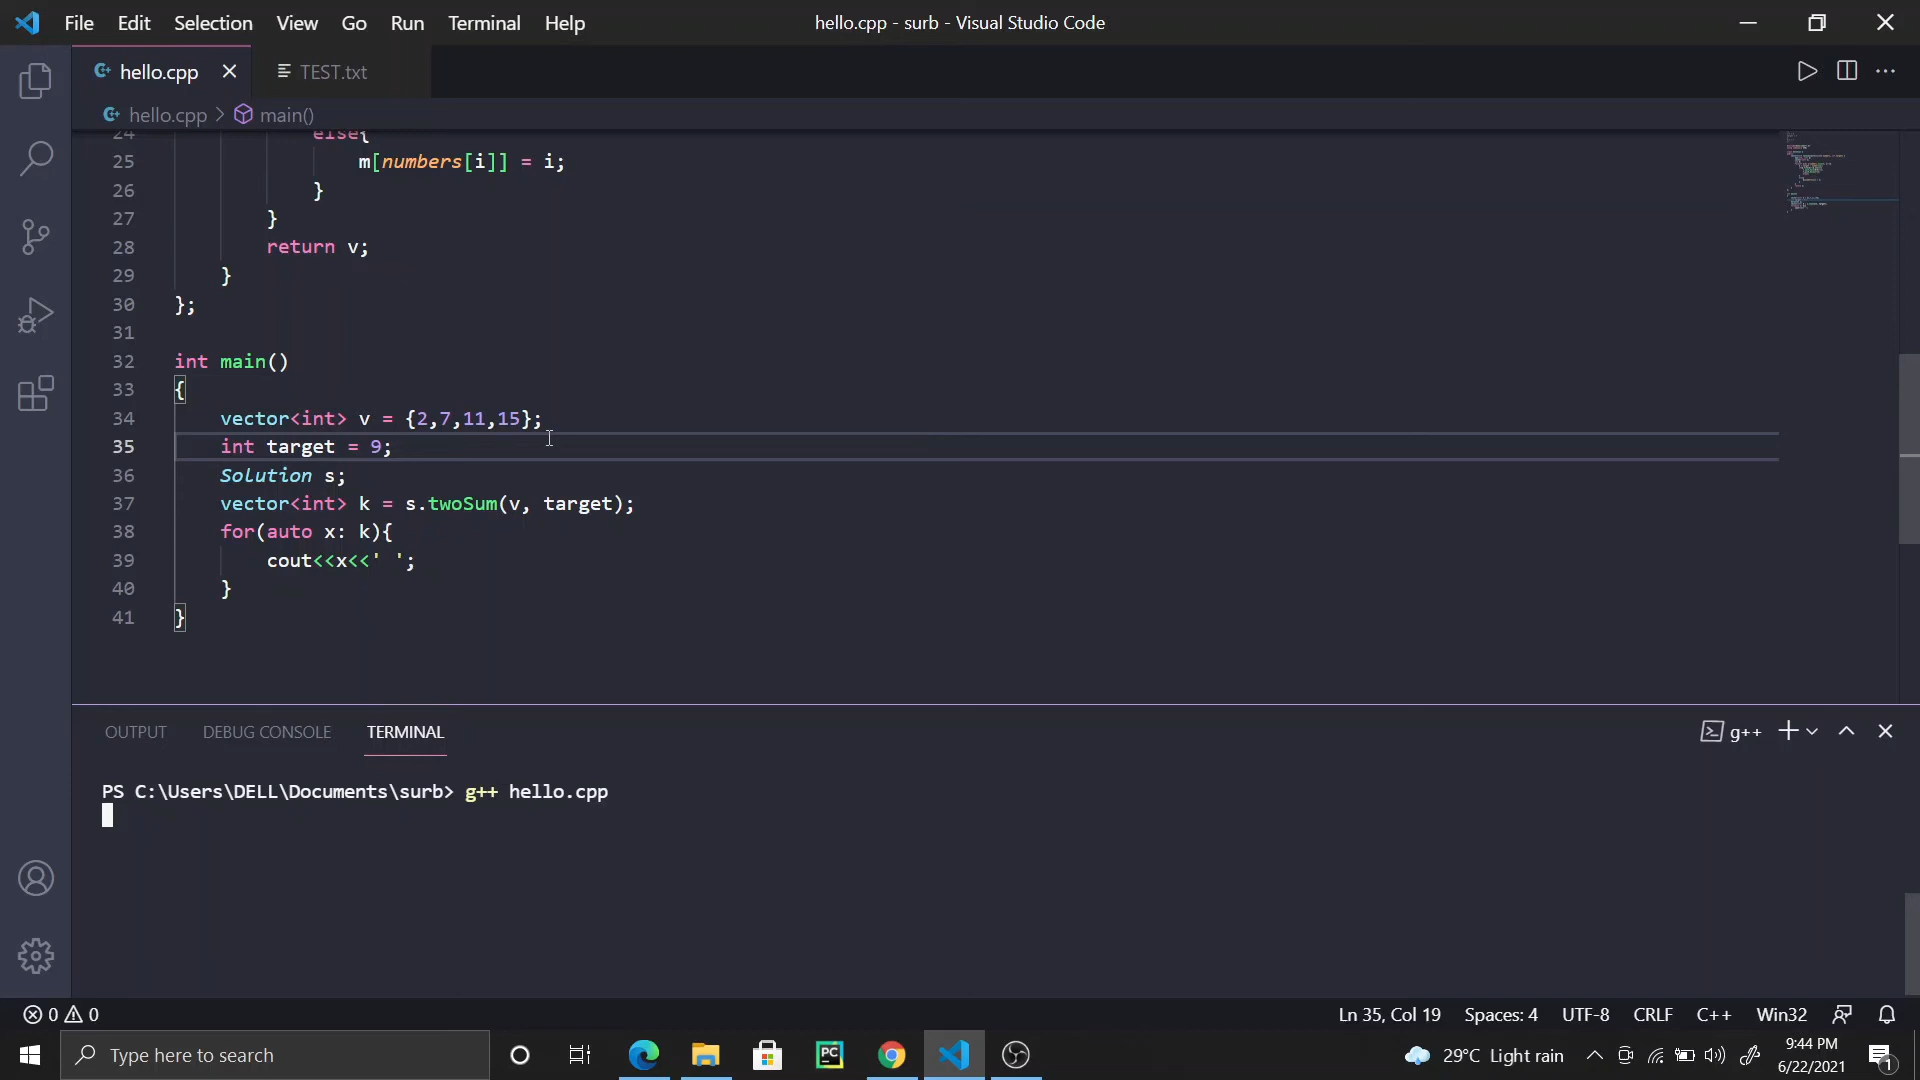 File Edit Selection View Go Run Terminal Help
hello.cpp - surb - Visual Studio Code
hello.cpp
TEST.txt
hello.cpp > main()
24 else{
25 m[numbers[i]] = i;
26 }
27 }
28 return v;
29 }
30 };
31
32 int main()
33 {
34 vector<int> v = {2,7,11,15};
35 int target = 9;
36 Solution s;
37 vector<int> k = s.twoSum(v, target);
38 for(auto x: k){
39 cout<<x<<' ';
40 }
41 }
OUTPUT DEBUG CONSOLE TERMINAL
g++
PS C:\Users\DELL\Documents\surb> g++ hello.cpp
0 0
Ln 35, Col 19 Spaces: 4 UTF-8 CRLF C++ Win32
Type here to search
PC
29°C Light rain
9:44 PM
6/22/2021
1